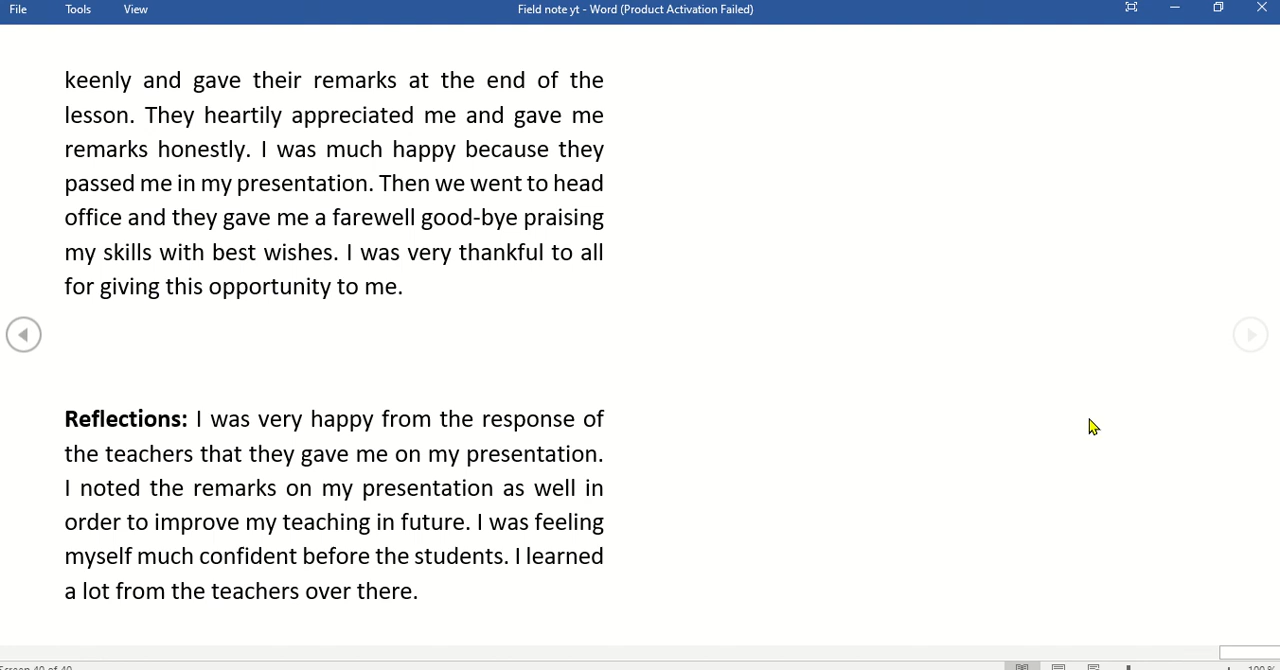 File Tools View Field note yt - Word (Product Activation Failed)
keenly and gave their remarks at the end of the
lesson. They heartily appreciated me and gave me
remarks honestly. I was much happy because they
passed me in my presentation. Then we went to head
office and they gave me a farewell good-bye praising
my skills with best wishes. I was very thankful to all
for giving this opportunity to me.
Reflections: I was very happy from the response of
the teachers that they gave me on my presentation.
I noted the remarks on my presentation as well in
order to improve my teaching in future. I was feeling
myself much confident before the students. I learned
a lot from the teachers over there.
Screen 40 of 40 100 %